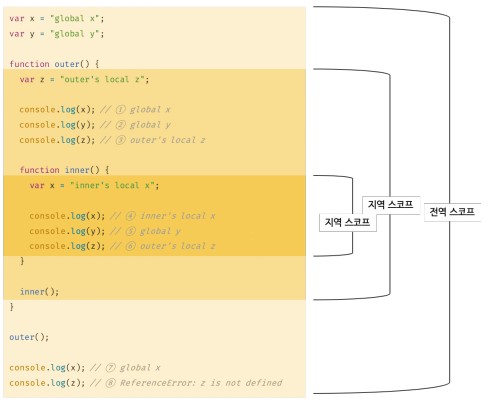 var x = "global x";
var y = "global y";
function outer() {
var z = "outer's local z";
console.log(x); // ① global x
console.log(y); // ② global y
console.log(z); // ③ outer's local z
function inner() {
var x = "inner's local x";
console.log(x); // ④ inner's local x
console.log(y); // ⑤ global y
console.log(z); // ⑥ outer's local z
}
inner();
}
outer();
console.log(x); // ⑦ global x
console.log(z); // ⑧ ReferenceError: z is not defined
지역 스코프
지역 스코프
전역 스코프